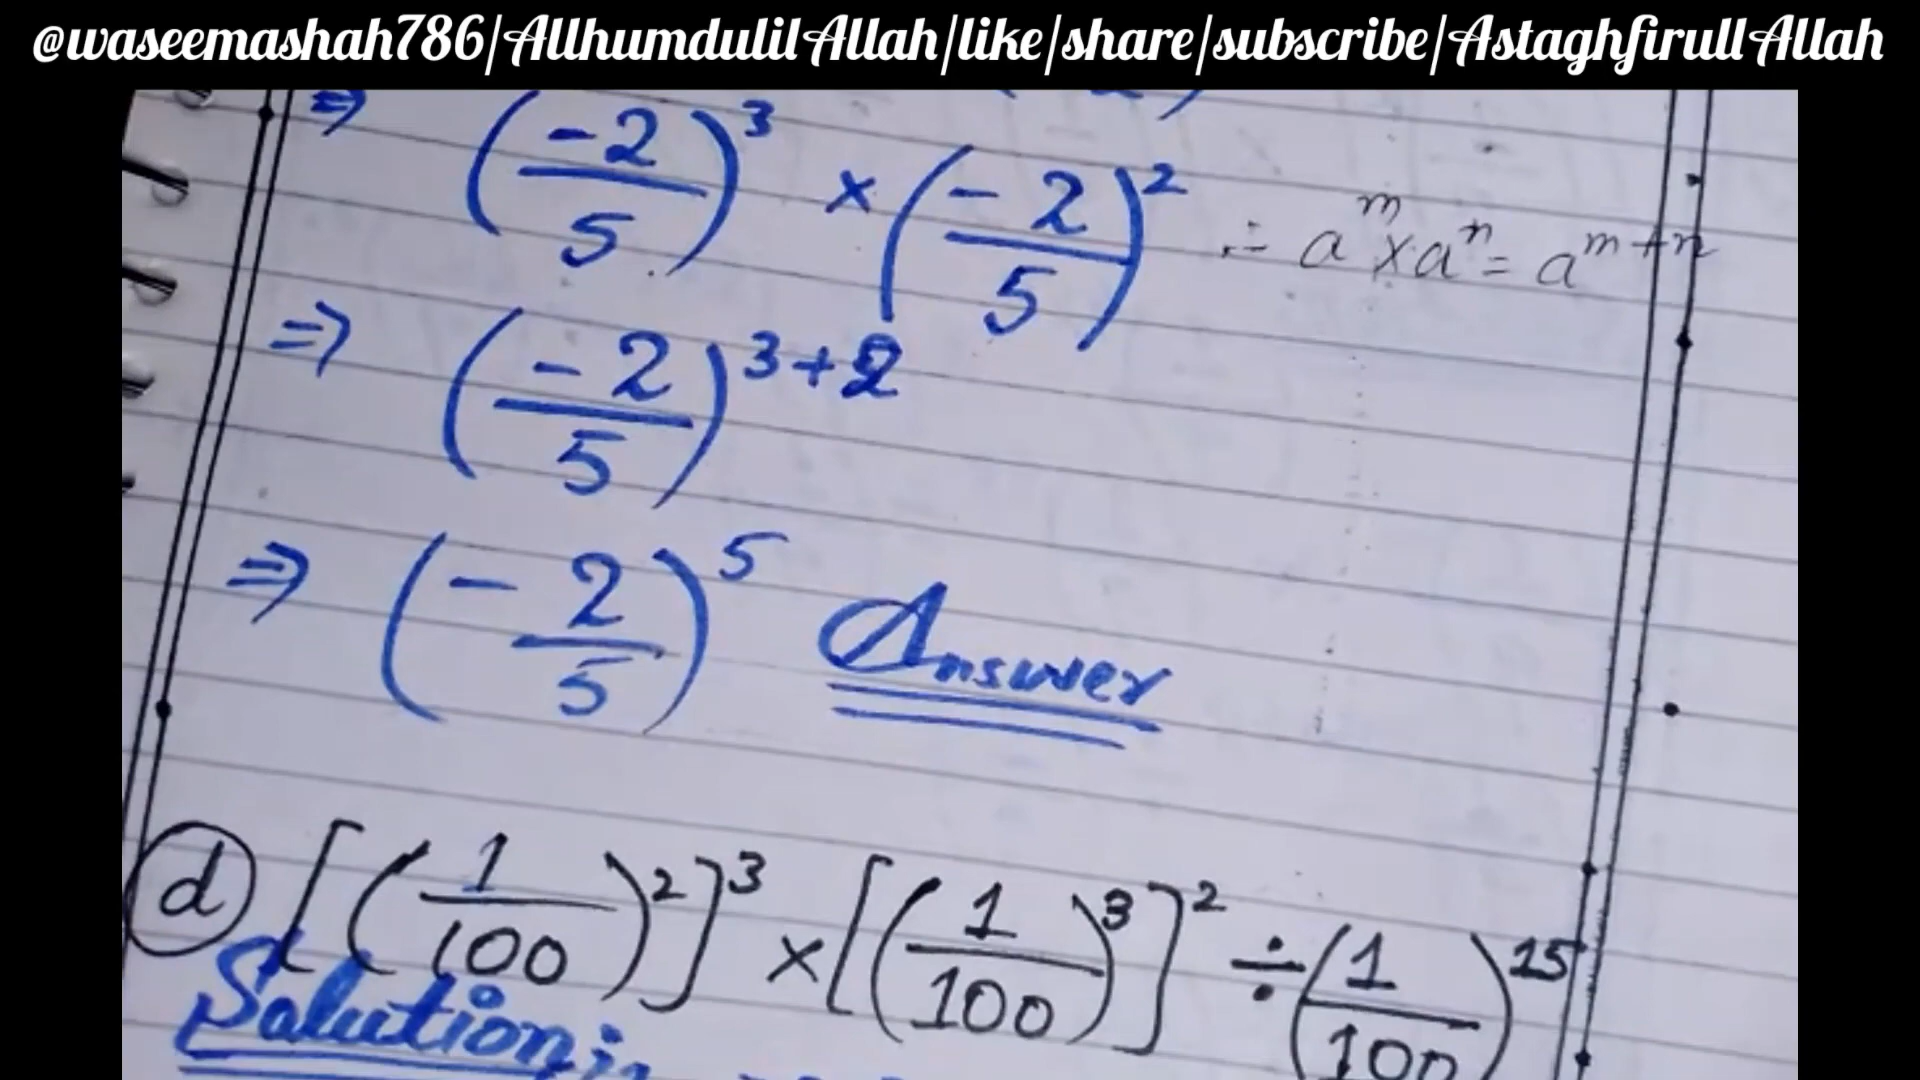 @waseemashah786/AllhumdulilAllah/like/share/subscribe/AstaghfirullAllah
⇒ (-2/5)³ × (-2/5)² ∴ aᵐ × aⁿ = aᵐ⁺ⁿ
⇒ (-2/5)³⁺²
⇒ (-2/5)⁵ Answer
(d) [(1/100)²]³ × [(1/100)³]² ÷ (1/100)¹⁵
Solution: